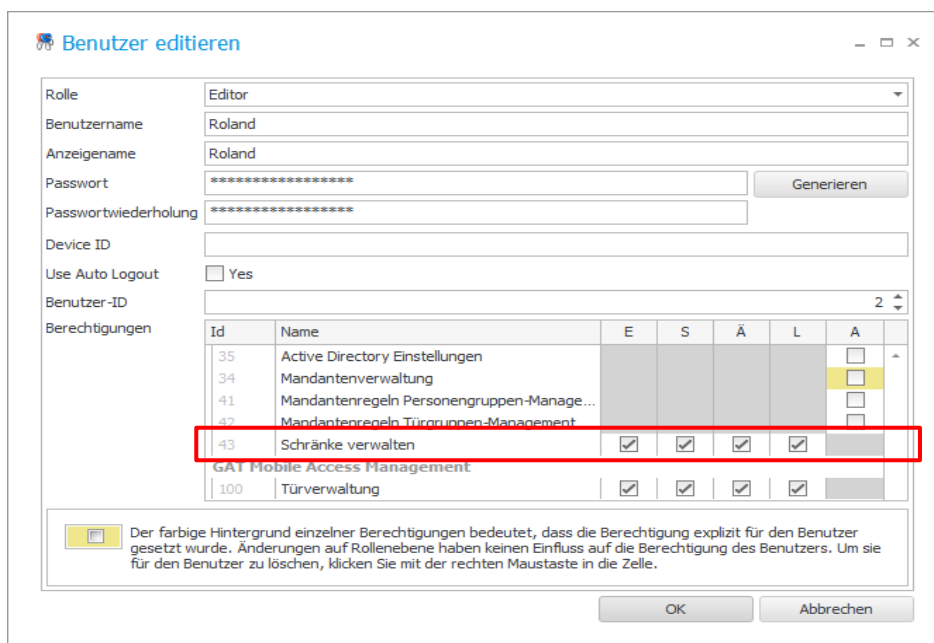 Benutzer editieren
Rolle Editor
Benutzername Roland
Anzeigename Roland
Passwort ***************** Generieren
Passwortwiederholung *****************
Device ID
Use Auto Logout Yes
Benutzer-ID 2
Berechtigungen Id Name E S Ä L A
35 Active Directory Einstellungen
34 Mandantenverwaltung
41 Mandantenregeln Personengruppen-Manage...
42 Mandantenregeln Türgruppen-Management
43 Schränke verwalten
GAT Mobile Access Management
100 Türverwaltung
Der farbige Hintergrund einzelner Berechtigungen bedeutet, dass die Berechtigung explizit für den Benutzer
gesetzt wurde. Änderungen auf Rollenebene haben keinen Einfluss auf die Berechtigung des Benutzers. Um sie
für den Benutzer zu löschen, klicken Sie mit der rechten Maustaste in die Zelle.
OK Abbrechen